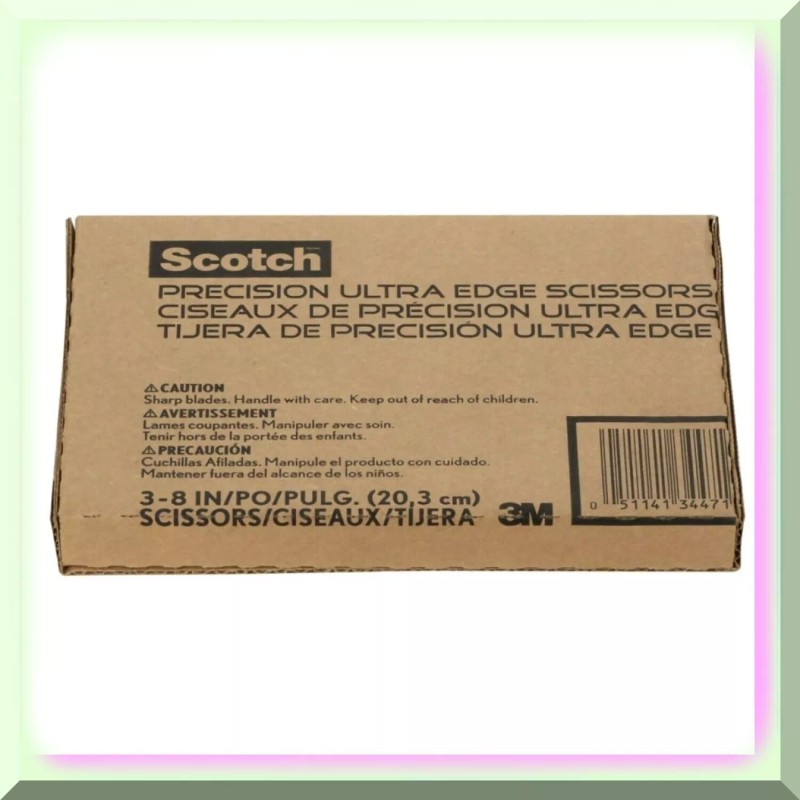 Scotch
PRECISION ULTRA EDGE SCISSORS
CISEAUX DE PRÉCISION ULTRA EDG
TIJERA DE PRECISIÓN ULTRA EDGE
⚠CAUTION
Sharp blades. Handle with care. Keep out of reach of children.
⚠AVERTISSEMENT
Lames coupantes. Manipuler avec soin.
Tenir hors de la portée des enfants.
⚠PRECAUCIÓN
Cuchillas Afiladas. Manipule el producto con cuidado.
Mantener fuera del alcance de los niños.
3-8 IN/PO/PULG. (20,3 cm)
SCISSORS/CISEAUX/TIJERA 3M
0 51141 34471